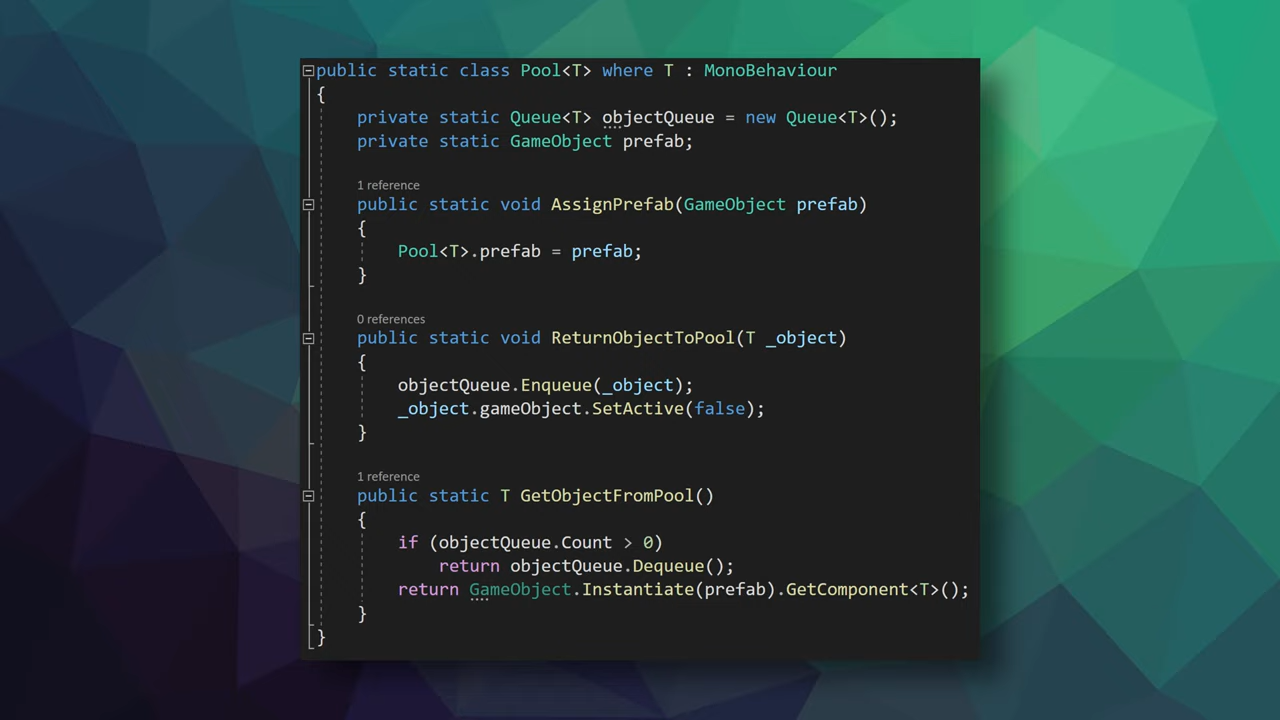 public static class Pool<T> where T : MonoBehaviour
{
private static Queue<T> objectQueue = new Queue<T>();
private static GameObject prefab;
1 reference
public static void AssignPrefab(GameObject prefab)
{
Pool<T>.prefab = prefab;
}
0 references
public static void ReturnObjectToPool(T _object)
{
objectQueue.Enqueue(_object);
_object.gameObject.SetActive(false);
}
1 reference
public static T GetObjectFromPool()
{
if (objectQueue.Count > 0)
return objectQueue.Dequeue();
return GameObject.Instantiate(prefab).GetComponent<T>();
}
}